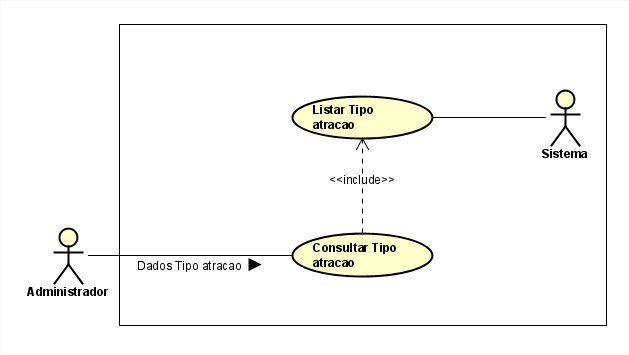 Listar Tipo
atracao
Sistema
<<include>>
Consultar Tipo
atracao
Dados Tipo atracao
Administrador